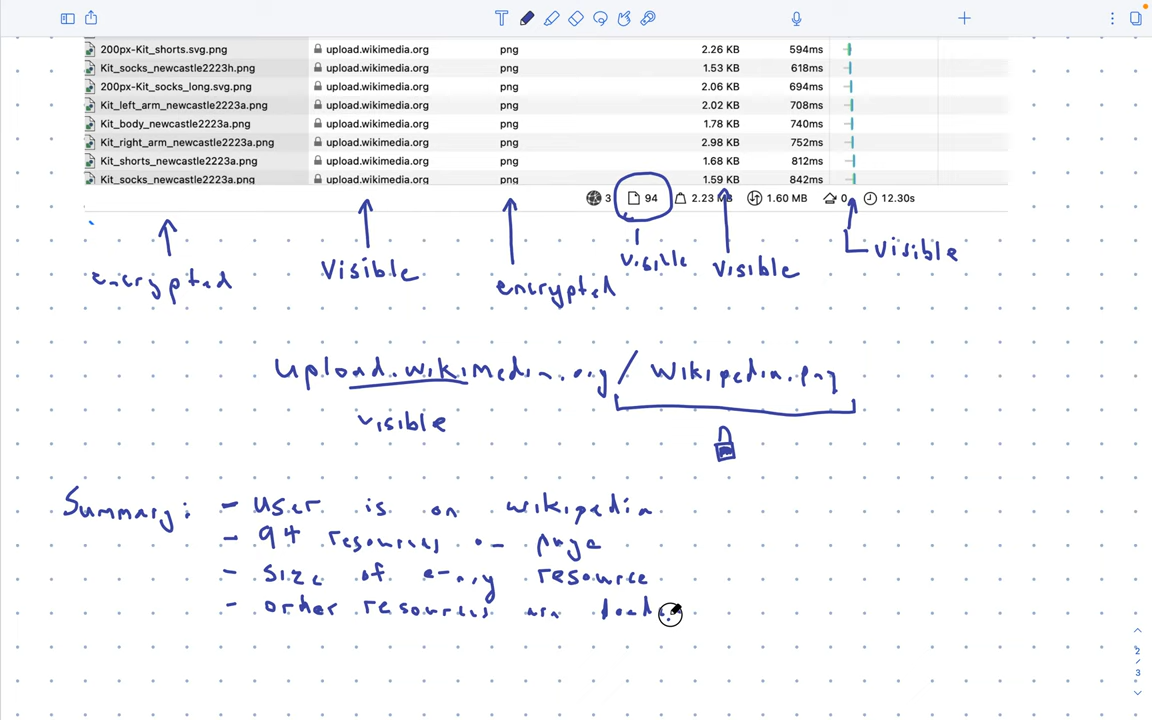 200px-Kit_shorts.svg.png upload.wikimedia.org png 2.26 KB 594ms
Kit_socks_newcastle2223h.png upload.wikimedia.org png 1.53 KB 618ms
200px-Kit_socks_long.svg.png upload.wikimedia.org png 2.06 KB 694ms
Kit_left_arm_newcastle2223a.png upload.wikimedia.org png 2.02 KB 708ms
Kit_body_newcastle2223a.png upload.wikimedia.org png 1.78 KB 740ms
Kit_right_arm_newcastle2223a.png upload.wikimedia.org png 2.98 KB 752ms
Kit_shorts_newcastle2223a.png upload.wikimedia.org png 1.68 KB 812ms
Kit_socks_newcastle2223a.png upload.wikimedia.org png 1.59 KB 842ms
3 94 2.23 MB 1.60 MB 0 12.30s
encrypted Visible encrypted visible visible visible
upload.wikimedia.org/wikipedia.png
visible
Summary: - user is on wikipedia
- 94 resources on page
- size of every resource
- order resources are
2
/
3